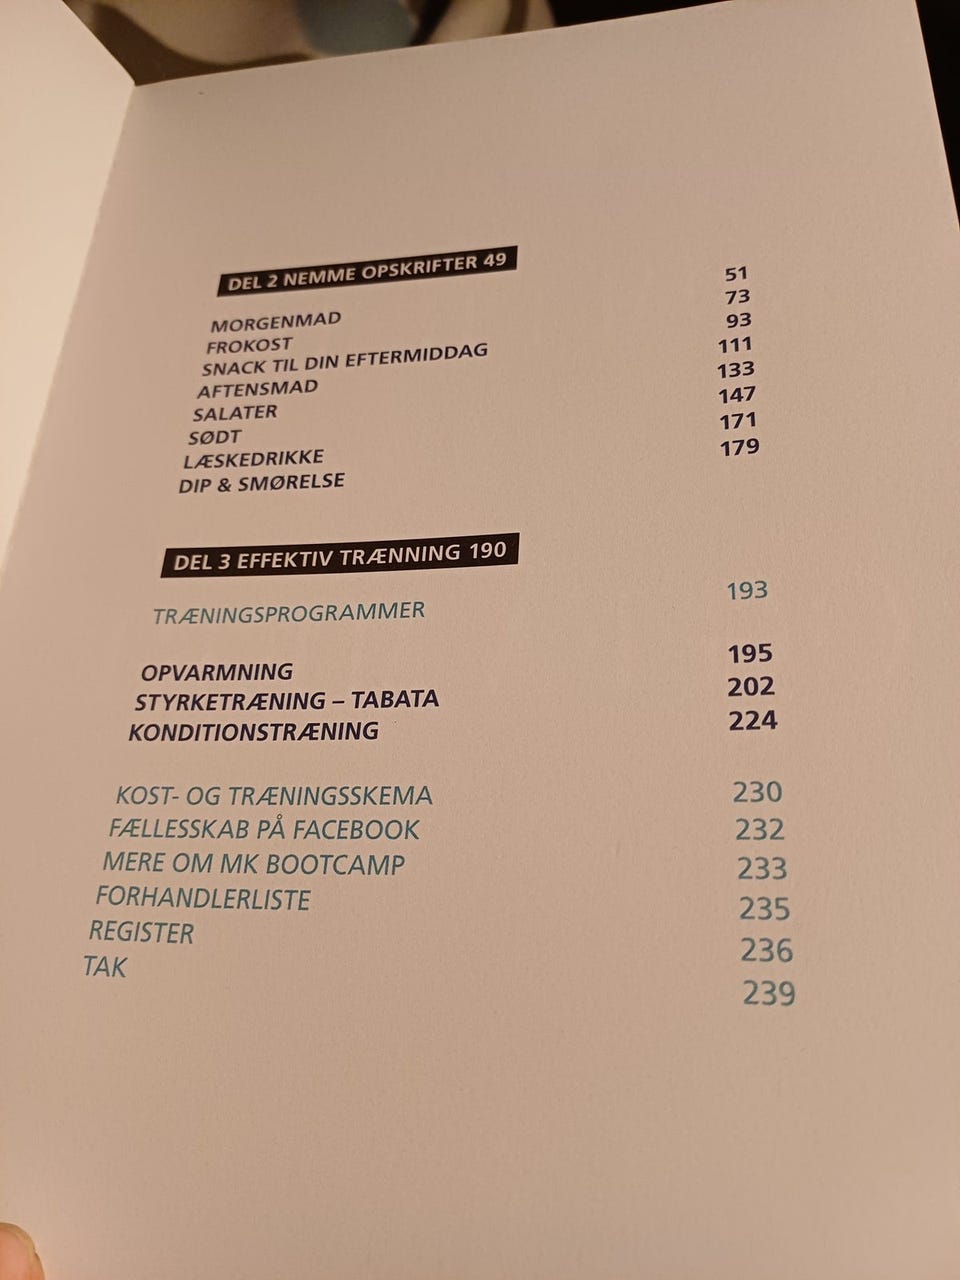 DEL 2 NEMME OPSKRIFTER 49
MORGENMAD 51
FROKOST 73
SNACK TIL DIN EFTERMIDDAG 93
AFTENSMAD 111
SALATER 133
SØDT 147
LÆSKEDRIKKE 171
DIP & SMØRELSE 179
DEL 3 EFFEKTIV TRÆNNING 190
TRÆNINGSPROGRAMMER 193
OPVARMNING 195
STYRKETRÆNING – TABATA 202
KONDITIONSTRÆNING 224
KOST- OG TRÆNINGSSKEMA 230
FÆLLESSKAB PÅ FACEBOOK 232
MERE OM MK BOOTCAMP 233
FORHANDLERLISTE 235
REGISTER 236
TAK 239